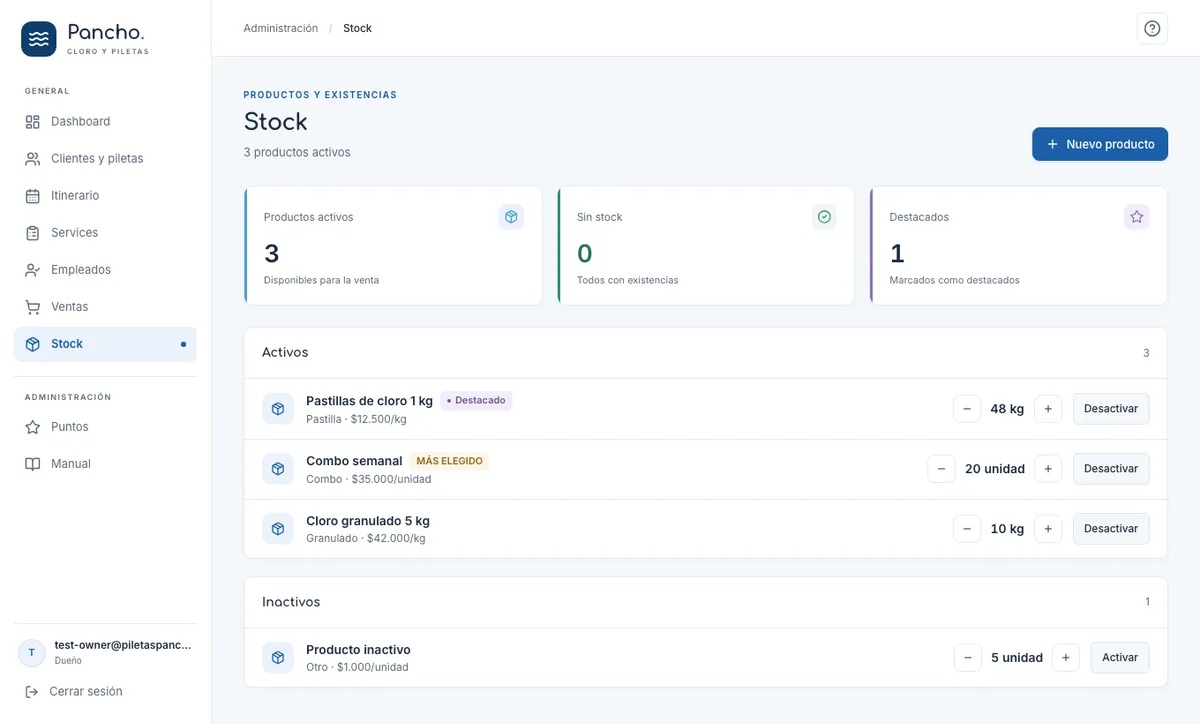 Pancho.
CLORO Y PILETAS
GENERAL
Dashboard
Clientes y piletas
Itinerario
Services
Empleados
Ventas
Stock
ADMINISTRACIÓN
Puntos
Manual
T
test-owner@piletaspanc...
Dueño
Cerrar sesión
Administración / Stock
PRODUCTOS Y EXISTENCIAS
Stock
3 productos activos
+ Nuevo producto
Productos activos
3
Disponibles para la venta
Sin stock
0
Todos con existencias
Destacados
1
Marcados como destacados
Activos 3
Pastillas de cloro 1 kg • Destacado
Pastilla · $12.500/kg
− 48 kg + Desactivar
Combo semanal MÁS ELEGIDO
Combo · $35.000/unidad
− 20 unidad + Desactivar
Cloro granulado 5 kg
Granulado · $42.000/kg
− 10 kg + Desactivar
Inactivos 1
Producto inactivo
Otro · $1.000/unidad
− 5 unidad + Activar